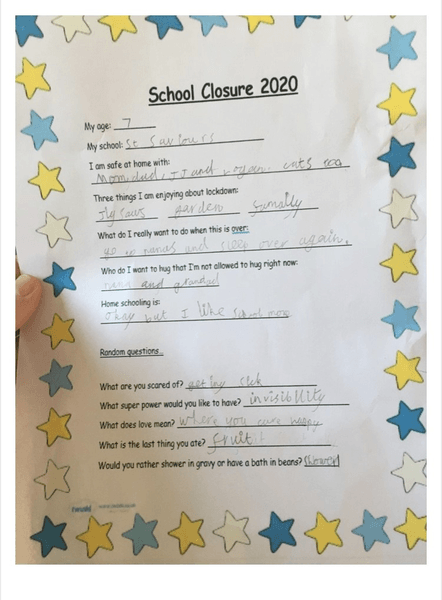 School Closure 2020
My age: 7
My school: St Saviours
I am safe at home with:
Mom, dad, JJ and cats too
Three things I am enjoying about lockdown:
garden family
What do I really want to do when this is over:
go to nanas and sleep over again.
Who do I want to hug that I'm not allowed to hug right now:
nana and grandad
Home schooling is:
okay but I like School more
Random questions...
What are you scared of? sick
What super power would you like to have? invisibility
What does love mean? where you are happy
What is the last thing you ate? fruit
Would you rather shower in gravy or have a bath in beans? Shower
twinkl